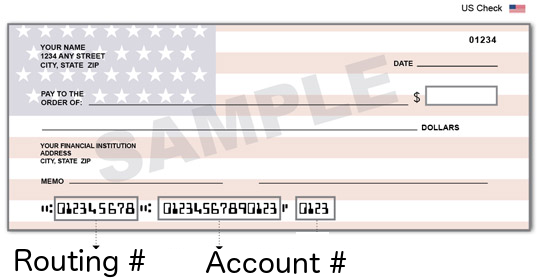 US Check
YOUR NAME
1234 ANY STREET
CITY, STATE ZIP
01234
DATE
PAY TO THE
ORDER OF:
$
SAMPLE
DOLLARS
YOUR FINANCIAL INSTITUTION
ADDRESS
CITY, STATE ZIP
MEMO
⑆012345678⑆ 01234567890123⑈ 0123
Routing # Account #